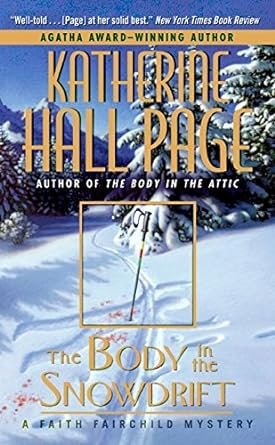 "Well-told . . . [Page] at her solid best." New York Times Book Review
AGATHA AWARD–WINNING AUTHOR
KATHERINE
HALL PAGE
AUTHOR OF THE BODY IN THE ATTIC
THE BODY in the
SNOWDRIFT
A FAITH FAIRCHILD MYSTERY